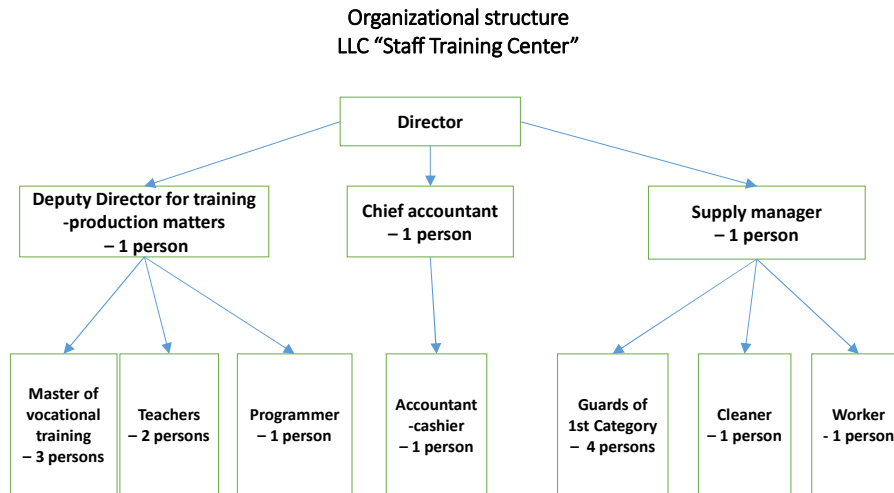 Organizational structure
LLC “Staff Training Center”
Director
Deputy Director for training
-production matters
– 1 person
Chief accountant
– 1 person
Supply manager
– 1 person
Master of
vocational
training
– 3 persons
Teachers
– 2 persons
Programmer
– 1 person
Accountant
-cashier
– 1 person
Guards of
1st Category
– 4 persons
Cleaner
– 1 person
Worker
- 1 person